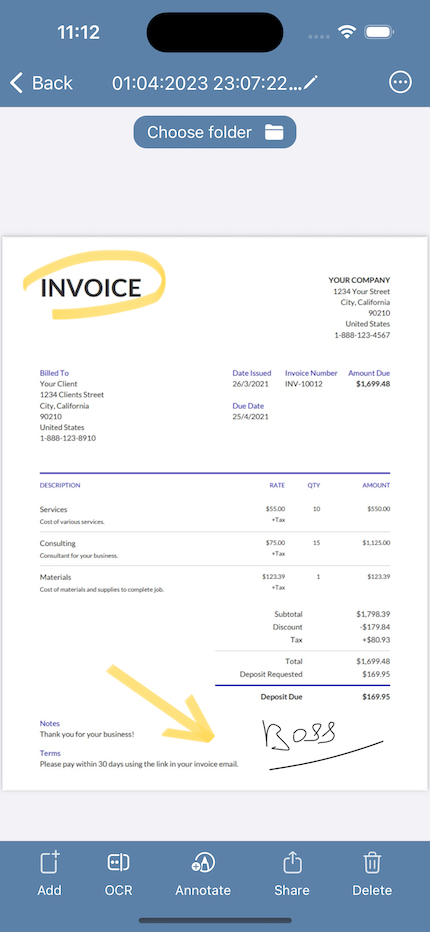 11:12
Back 01:04:2023 23:07:22...
Choose folder
INVOICE
YOUR COMPANY
1234 Your Street
City, California
90210
United States
1-888-123-4567
Billed To
Your Client
1234 Clients Street
City, California
90210
United States
1-888-123-8910
Date Issued
26/3/2021
Invoice Number
INV-10012
Amount Due
$1,699.48
Due Date
25/4/2021
DESCRIPTION RATE QTY AMOUNT
Services $55.00 10 $550.00
Cost of various services. +Tax
Consulting $75.00 15 $1,125.00
Consultant for your business. +Tax
Materials $123.39 1 $123.39
Cost of materials and supplies to complete job. +Tax
Subtotal $1,798.39
Discount -$179.84
Tax +$80.93
Total $1,699.48
Deposit Requested $169.95
Deposit Due $169.95
Notes
Thank you for your business!
Boss
Terms
Please pay within 30 days using the link in your invoice email.
Add OCR Annotate Share Delete